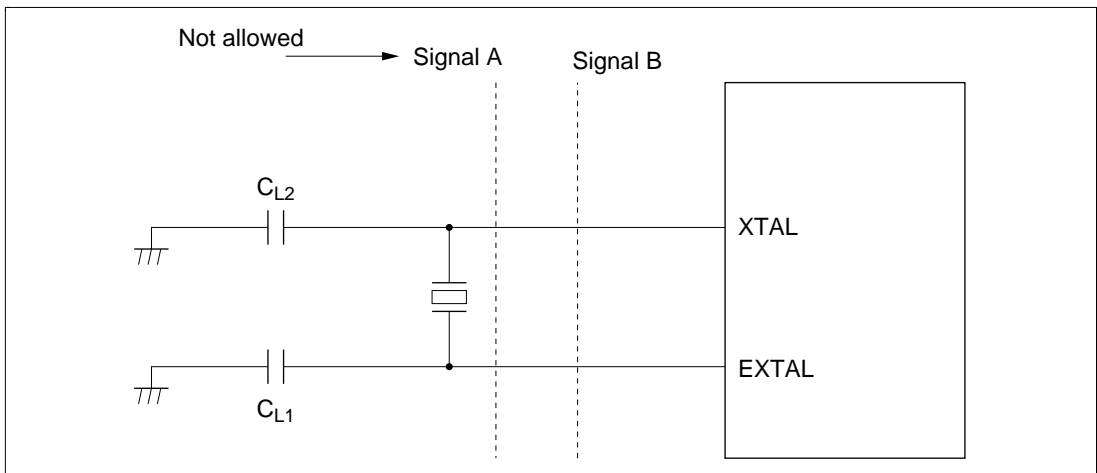 Not allowed
Signal A
Signal B
CL2
XTAL
EXTAL
CL1